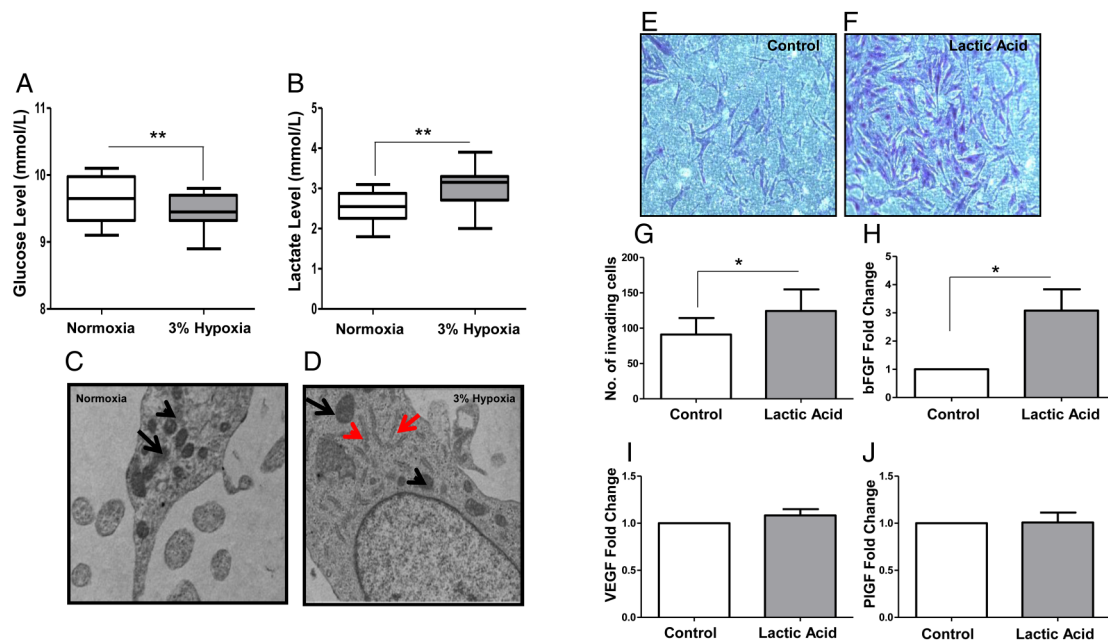 A
Glucose Level (mmol/L)
11
10
9
8
**
Normoxia
3% Hypoxia
B
Lactate Level (mmol/L)
5
4
3
2
1
0
**
Normoxia
3% Hypoxia
C
Normoxia
D
3% Hypoxia
E
Control
F
Lactic Acid
G
No. of invading cells
200
150
100
50
0
*
Control
Lactic Acid
H
bFGF Fold Change
5
4
3
2
1
0
*
Control
Lactic Acid
I
VEGF Fold Change
1.5
1.0
0.5
0.0
Control
Lactic Acid
J
PlGF Fold Change
1.5
1.0
0.5
0.0
Control
Lactic Acid